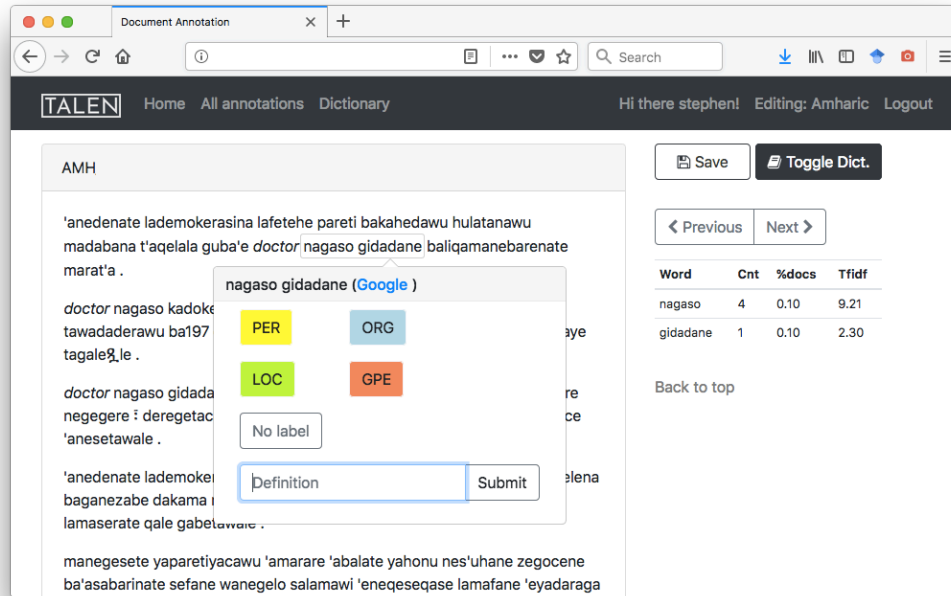 Document Annotation
Search
TALEN Home All annotations Dictionary Hi there stephen! Editing: Amharic Logout
AMH
Save Toggle Dict.
'anedenate lademokerasina lafetehe pareti bakahedawu hulatanawu
madabana t'aqelala guba'e doctor nagaso gidadane baliqamanebarenate
marat'a .
Previous Next
Word Cnt %docs Tfidf
nagaso 4 0.10 9.21
gidadane 1 0.10 2.30
Back to top
nagaso gidadane (Google )
PER ORG
LOC GPE
No label
Definition Submit
doctor nagaso kadoke
tawadaderawu ba197 aye
tagale le .
doctor nagaso gidada re
negegere ፤ deregetac ce
'anesetawale .
'anedenate lademoker elena
baganezabe dakama
lamaserate qale gabetawale .
manegesete yaparetiyacawu 'amarare 'abalate yahonu nes'uhane zegocene
ba'asabarinate sefane wanegelo salamawi 'eneqeseqase lamafane 'eyadaraga